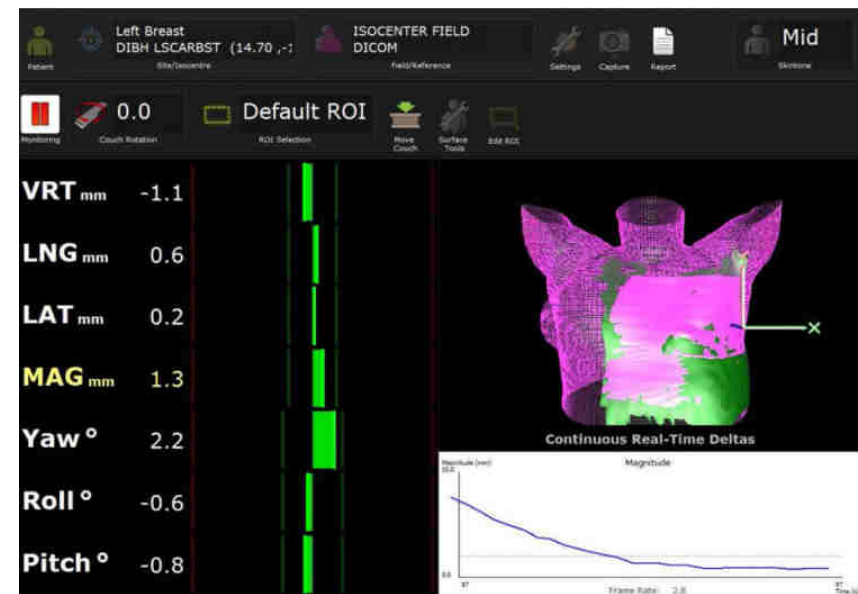 Left Breast
DIBH LSCARBST (14.70 ,-1
Site/Isocentre
Patient
ISOCENTER FIELD
DICOM
Field/Reference
Settings
Capture
Report
Mid
Skintone
Monitoring
0.0
Couch Rotation
Default ROI
ROI Selection
Move
Couch
Surface
Tools
Edit ROI
VRT mm -1.1
LNG mm 0.6
LAT mm 0.2
MAG mm 1.3
Yaw° 2.2
Roll° -0.6
Pitch° -0.8
X
Continuous Real-Time Deltas
Magnitude (mm)
Magnitude
0.0
Frame Rate: 2.8